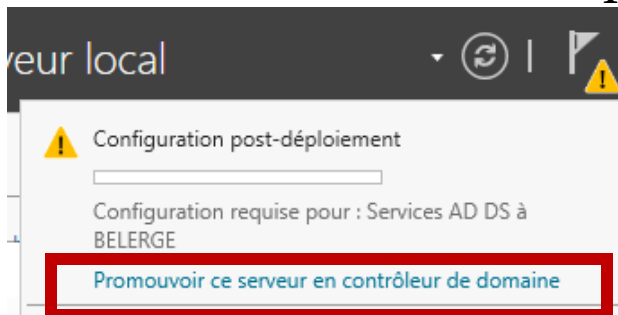 veur local
Configuration post-déploiement
Configuration requise pour : Services AD DS à
BELERGE
Promouvoir ce serveur en contrôleur de domaine